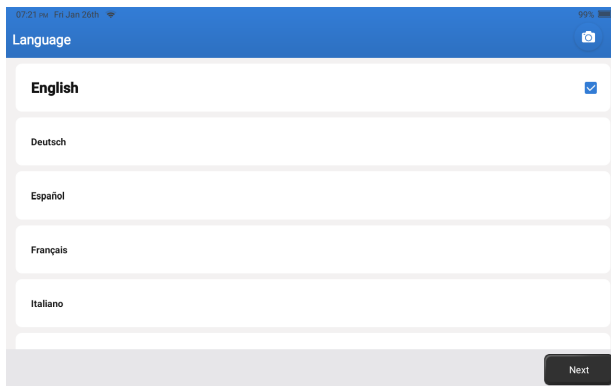 07:21 PM Fri Jan 26th
99%
Language
English
Deutsch
Español
Français
Italiano
Next